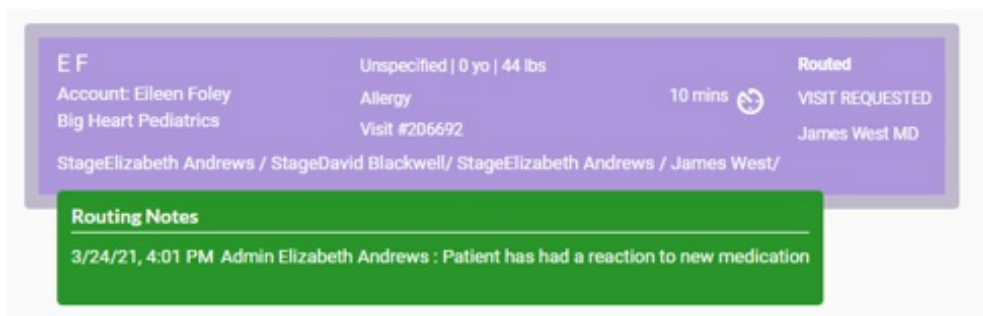 E F
Unspecified | 0 yo | 44 lbs
Routed
Account: Eileen Foley
Allergy
10 mins
VISIT REQUESTED
Big Heart Pediatrics
Visit #206692
James West MD
StageElizabeth Andrews / StageDavid Blackwell/ StageElizabeth Andrews / James West/
Routing Notes
3/24/21, 4:01 PM Admin Elizabeth Andrews : Patient has had a reaction to new medication